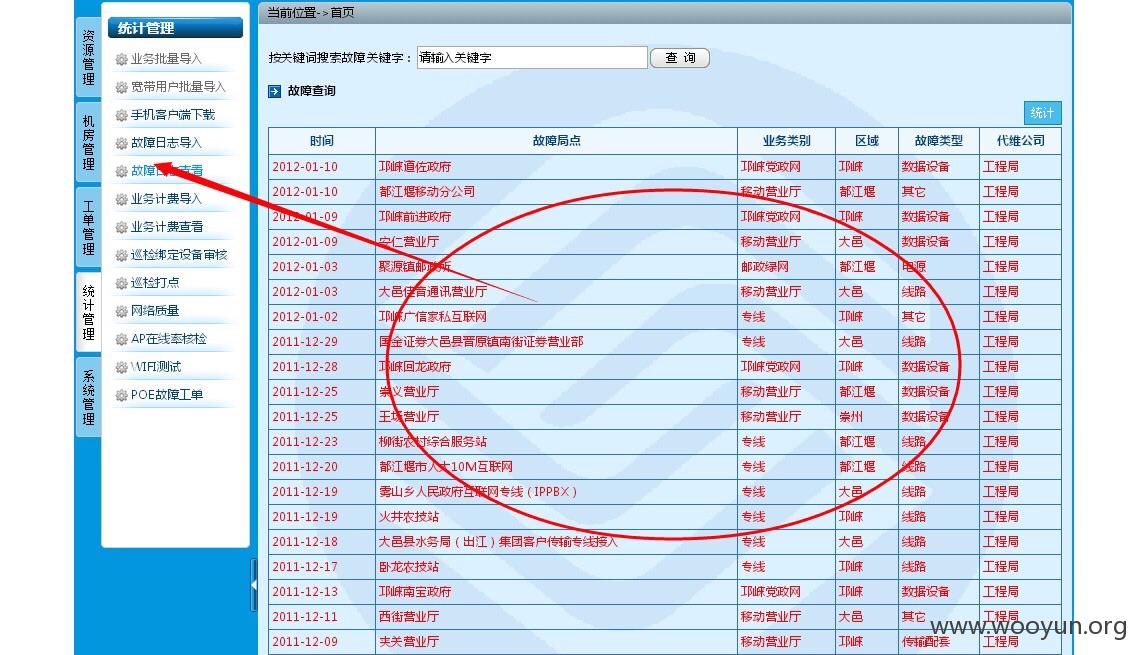 当前位置->首页
资源管理
机房管理
工单管理
统计管理
系统管理
统计管理
业务批量导入
宽带用户批量导入
手机客户端下载
故障日志导入
故障日志查看
业务计费导入
业务计费查看
巡检绑定设备审核
巡检打点
网络质量
AP在线率核检
WIFI测试
POE故障工单
按关键词搜索故障关键字： 请输入关键字 查 询
故障查询
统计
时间 故障局点 业务类别 区域 故障类型 代维公司
2012-01-10 邛崃道佐政府 邛崃党政网 邛崃 数据设备 工程局
2012-01-10 都江堰移动分公司 移动营业厅 都江堰 其它 工程局
2012-01-09 邛崃前进政府 邛崃党政网 邛崃 数据设备 工程局
2012-01-09 安仁营业厅 移动营业厅 大邑 数据设备 工程局
2012-01-03 聚源镇邮政所 邮政绿网 都江堰 电源 工程局
2012-01-03 大邑佳音通讯营业厅 移动营业厅 大邑 线路 工程局
2012-01-02 邛崃广信家私互联网 专线 邛崃 其它 工程局
2011-12-29 国金证券大邑县晋原镇南街证券营业部 专线 大邑 线路 工程局
2011-12-28 邛崃回龙政府 邛崃党政网 邛崃 数据设备 工程局
2011-12-25 崇义营业厅 移动营业厅 都江堰 数据设备 工程局
2011-12-25 王场营业厅 移动营业厅 崇州 数据设备 工程局
2011-12-23 柳街农村综合服务站 专线 都江堰 线路 工程局
2011-12-20 都江堰市人大10M互联网 专线 都江堰 线路 工程局
2011-12-19 雾山乡人民政府互联网专线（IPPBX） 专线 大邑 线路 工程局
2011-12-19 火井农技站 专线 邛崃 线路 工程局
2011-12-18 大邑县水务局（出江）集团客户传输专线接入 专线 大邑 线路 工程局
2011-12-17 卧龙农技站 专线 邛崃 线路 工程局
2011-12-13 邛崃南宝政府 邛崃党政网 邛崃 数据设备 工程局
2011-12-11 西街营业厅 移动营业厅 大邑 其它 工程局
2011-12-09 夹关营业厅 移动营业厅 邛崃 传输配套 工程局
www.wooyun.org